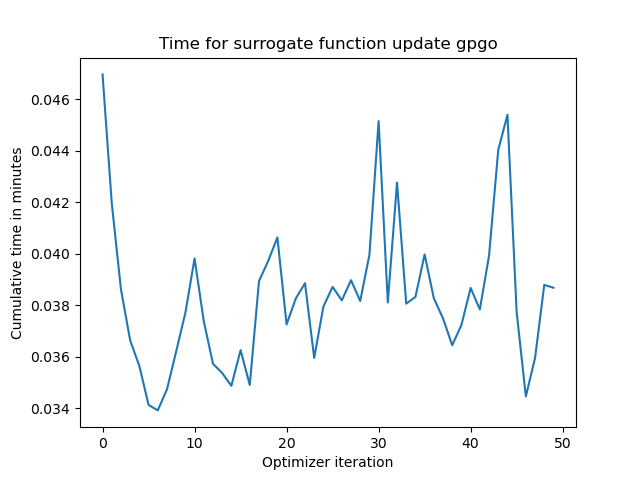 Time for surrogate function update gpgo
Cumulative time in minutes
0.046
0.044
0.042
0.040
0.038
0.036
0.034
0 10 20 30 40 50
Optimizer iteration